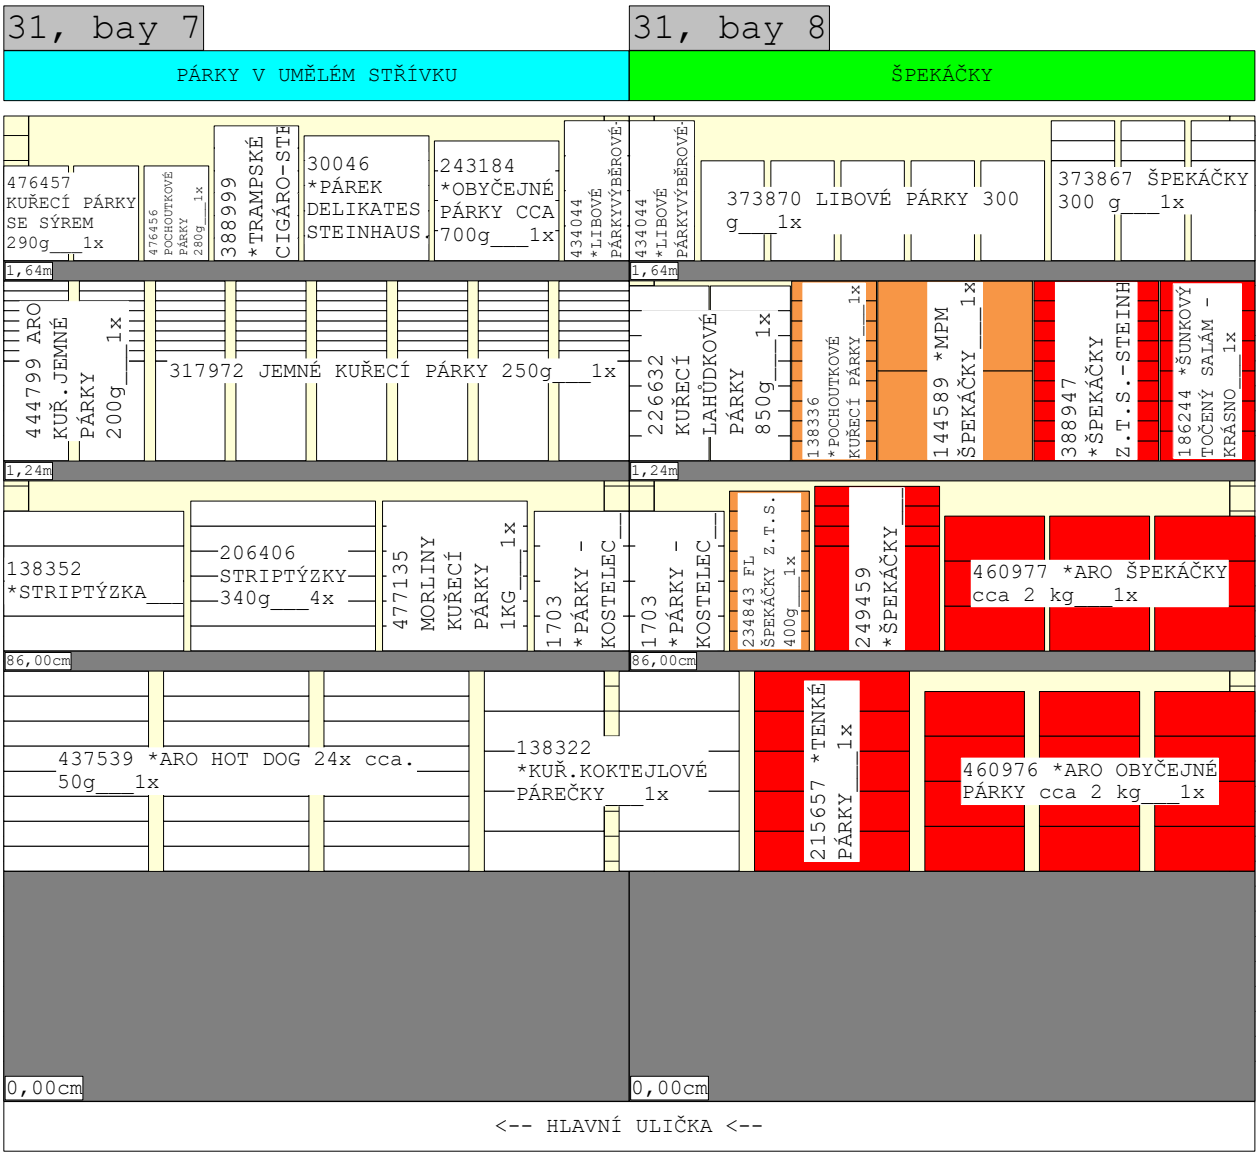 31, bay 7
31, bay 8
PÁRKY V UMĚLÉM STŘÍVKU
ŠPEKÁČKY
476457
KUŘECÍ PÁRKY
SE SÝREM
290g___1x
476456
POCHOUTKOVÉ
PÁRKY
280g___1x
388999
*TRAMPSKÉ
CIGÁRO-STE
30046
*PÁREK
DELIKATES
STEINHAUS.
243184
*OBYČEJNÉ
PÁRKY CCA
700g___1x
434044
*LIBOVÉ
PÁRKYVÝBĚROVÉ-
434044
*LIBOVÉ
PÁRKYVÝBĚROVÉ-
373870 LIBOVÉ PÁRKY 300
g___1x
373867 ŠPEKÁČKY
300 g___1x
1,64m
1,64m
444799 ARO
KUŘ.JEMNÉ
PÁRKY
200g___1x
317972 JEMNÉ KUŘECÍ PÁRKY 250g___1x
226632
KUŘECÍ
LAHŮDKOVÉ
PÁRKY
850g___1x
138336
*POCHOUTKOVÉ
KUŘECÍ PÁRKY___1x
144589 *MPM
ŠPEKÁČKY___1x
388947
*ŠPEKÁČKY
Z.T.S.-STEINH
186244 *ŠUNKOVÝ
TOČENÝ SALÁM -
KRÁSNO___1x
1,24m
1,24m
138352
*STRIPTÝZKA___
206406
STRIPTÝZKY
340g___4x
477135
MORLINY
KUŘECÍ
PÁRKY
1KG___1x
1703
*PÁRKY -
KOSTELEC__
1703
*PÁRKY -
KOSTELEC__
234843 FL
ŠPEKÁČKY Z.T.S.
400g___1x
249459
*ŠPEKÁČKY___
460977 *ARO ŠPEKÁČKY
cca 2 kg___1x
86,00cm
86,00cm
437539 *ARO HOT DOG 24x cca.
50g___1x
138322
*KUŘ.KOKTEJLOVÉ
PÁREČKY___1x
215657 *TENKÉ
PÁRKY___1x
460976 *ARO OBYČEJNÉ
PÁRKY cca 2 kg___1x
0,00cm
0,00cm
<-- HLAVNÍ ULIČKA <--